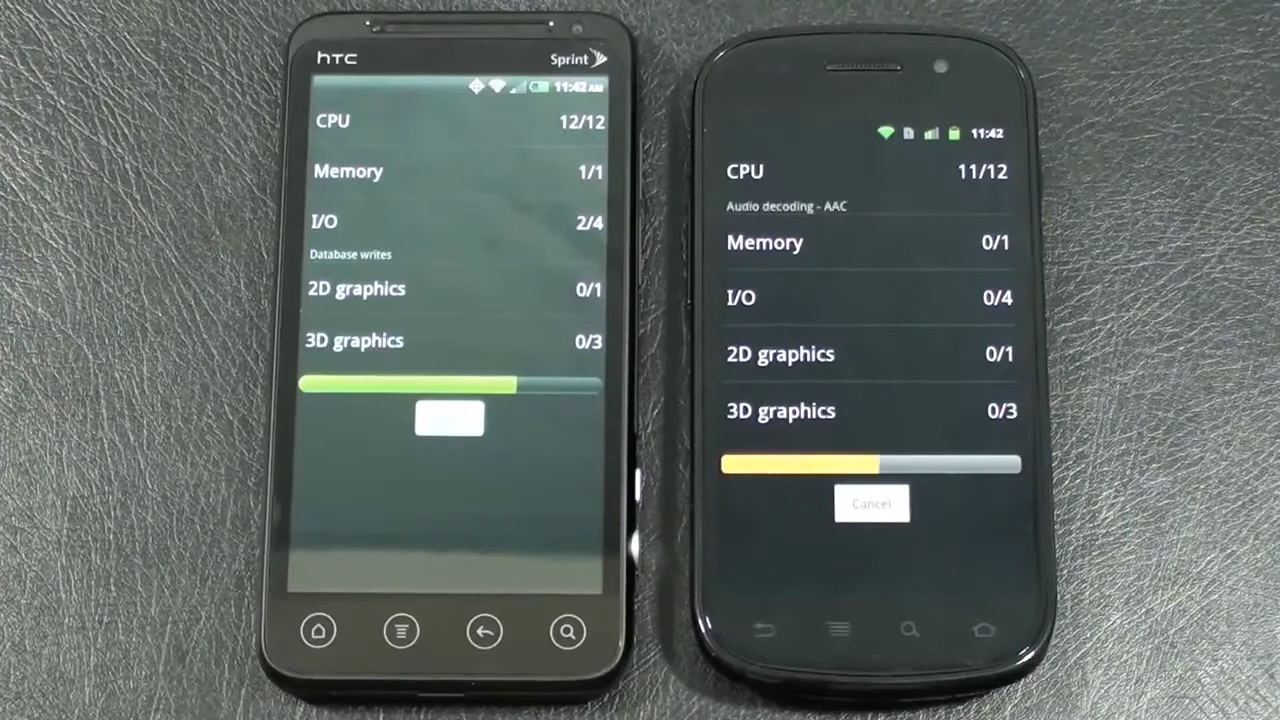 hTC
Sprint
11:42 AM
CPU 12/12
Memory 1/1
I/O 2/4
Database writes
2D graphics 0/1
3D graphics 0/3
11:42
CPU 11/12
Audio decoding - AAC
Memory 0/1
I/O 0/4
2D graphics 0/1
3D graphics 0/3
Cancel